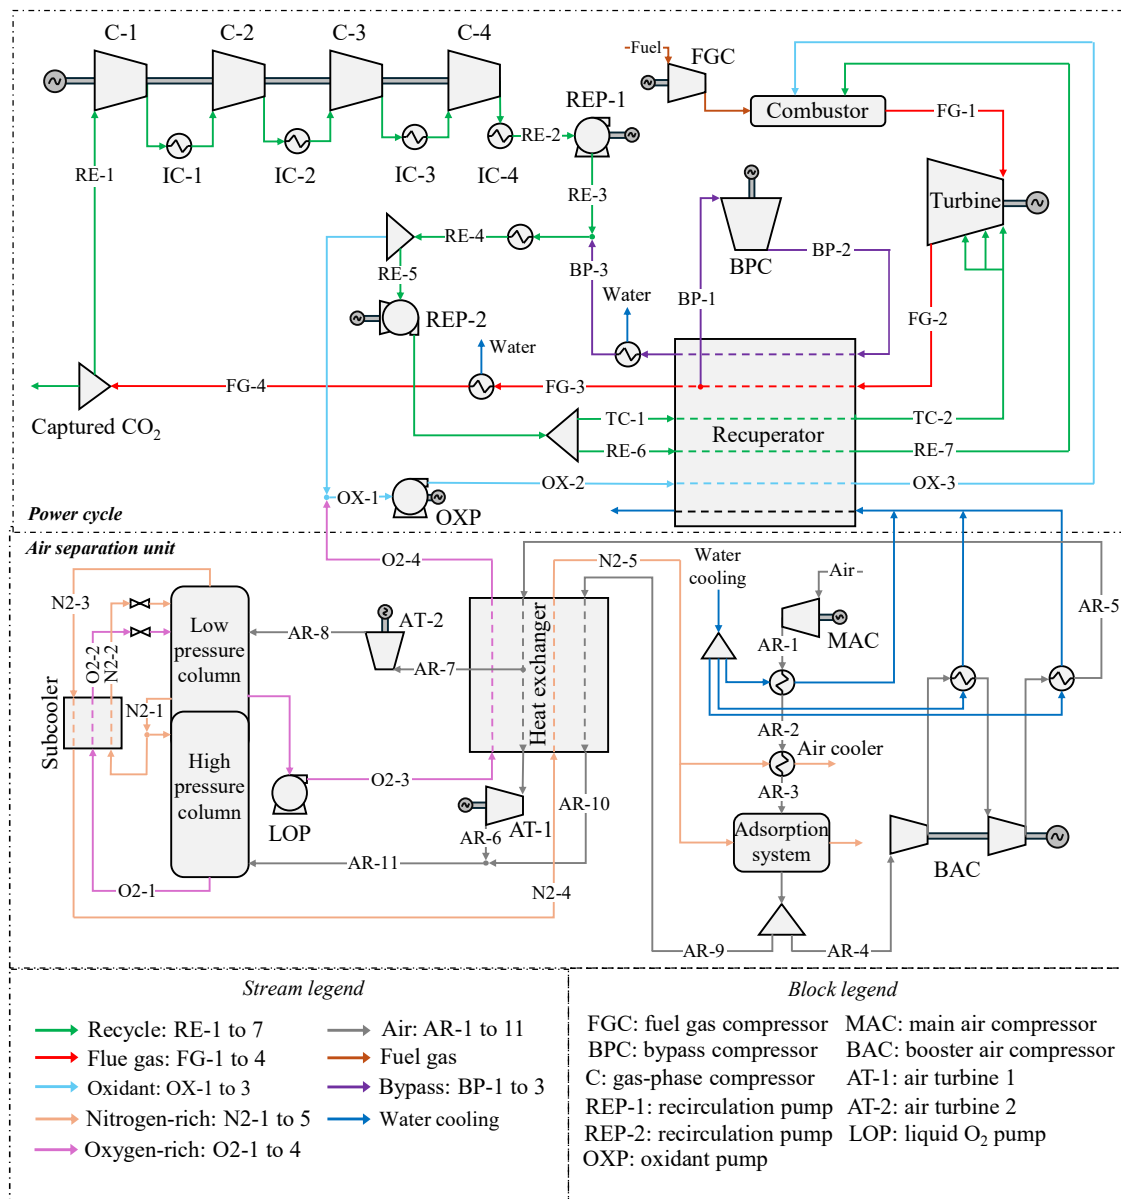 C-1
C-2
C-3
C-4
Fuel
FGC
REP-1
Combustor
FG-1
RE-2
RE-1
IC-1
IC-2
IC-3
IC-4
RE-3
Turbine
RE-4
BP-3
BPC
BP-2
RE-5
Water
BP-1
REP-2
FG-2
Water
FG-4
FG-3
Captured CO2
TC-1
TC-2
Recuperator
RE-6
RE-7
OX-1
OX-2
OX-3
OXP
Power cycle
Air separation unit
O2-4
N2-5
Water
cooling
Air
N2-3
AR-5
AT-2
MAC
Low
pressure
column
AR-8
AR-1
O2-2
N2-2
AR-7
Heat exchanger
Subcooler
N2-1
AR-2
Air cooler
High
pressure
column
O2-3
AR-3
AR-10
LOP
AT-1
AR-6
Adsorption
system
BAC
AR-11
O2-1
N2-4
AR-9
AR-4
Stream legend
Recycle: RE-1 to 7
Flue gas: FG-1 to 4
Oxidant: OX-1 to 3
Nitrogen-rich: N2-1 to 5
Oxygen-rich: O2-1 to 4
Air: AR-1 to 11
Fuel gas
Bypass: BP-1 to 3
Water cooling
Block legend
FGC: fuel gas compressor
BPC: bypass compressor
C: gas-phase compressor
REP-1: recirculation pump
REP-2: recirculation pump
OXP: oxidant pump
MAC: main air compressor
BAC: booster air compressor
AT-1: air turbine 1
AT-2: air turbine 2
LOP: liquid O2 pump